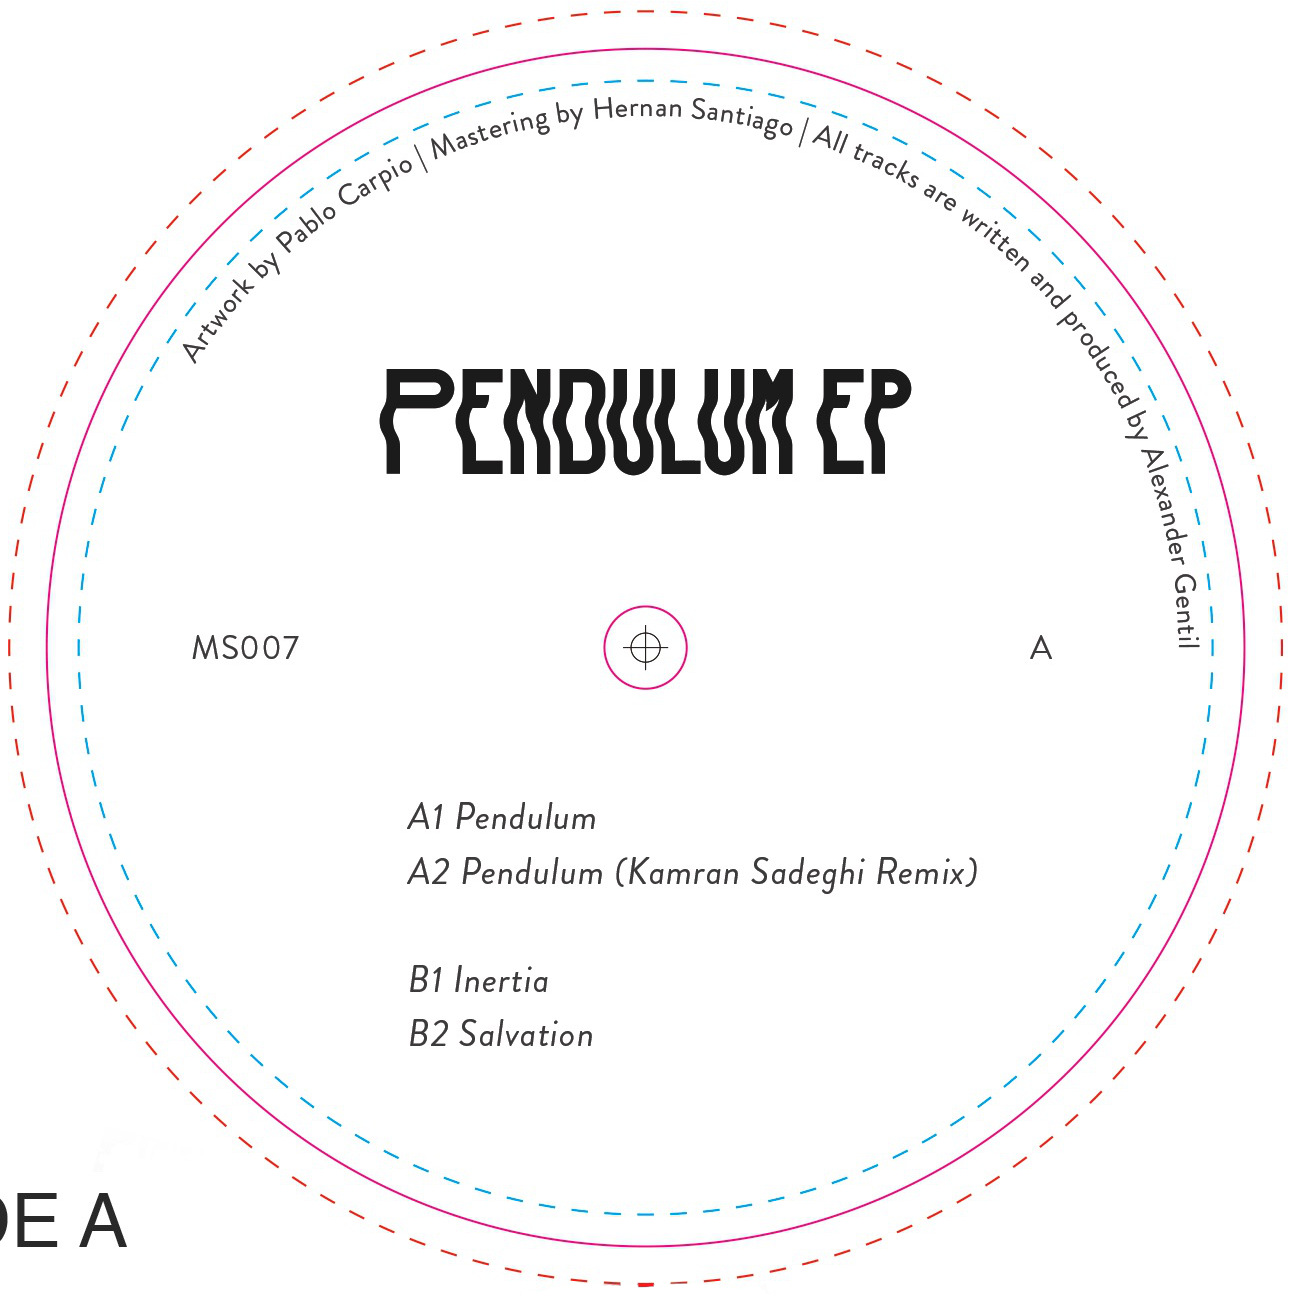 Artwork by Pablo Carpio | Mastering by Hernan Santiago | All tracks are written and produced by Alexander Gentil
PENDULUM EP
MS007
A
A1 Pendulum
A2 Pendulum (Kamran Sadeghi Remix)
B1 Inertia
B2 Salvation
DE A